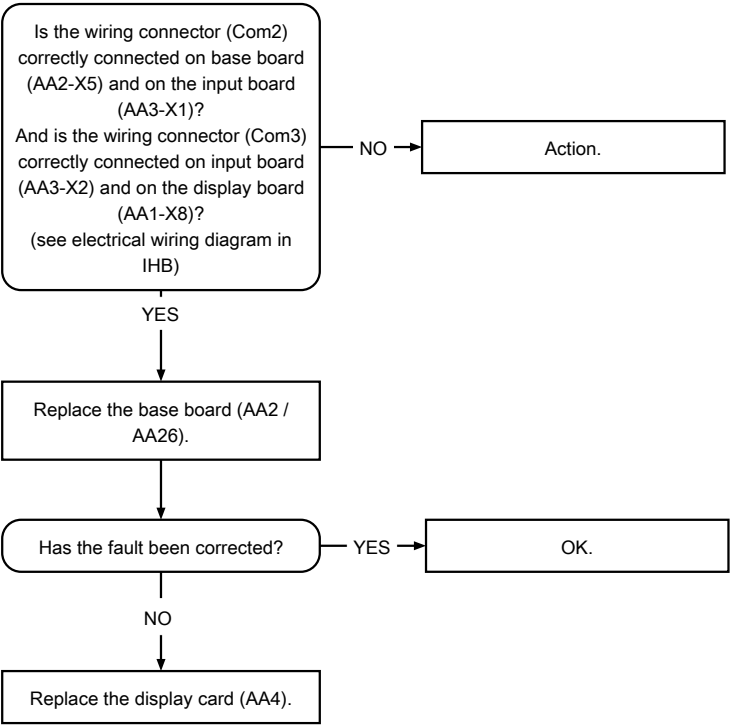 Is the wiring connector (Com2)
correctly connected on base board
(AA2-X5) and on the input board
(AA3-X1)?
And is the wiring connector (Com3)
correctly connected on input board
(AA3-X2) and on the display board
(AA1-X8)?
(see electrical wiring diagram in
IHB)
NO
Action.
YES
Replace the base board (AA2 /
AA26).
Has the fault been corrected?
YES
OK.
NO
Replace the display card (AA4).